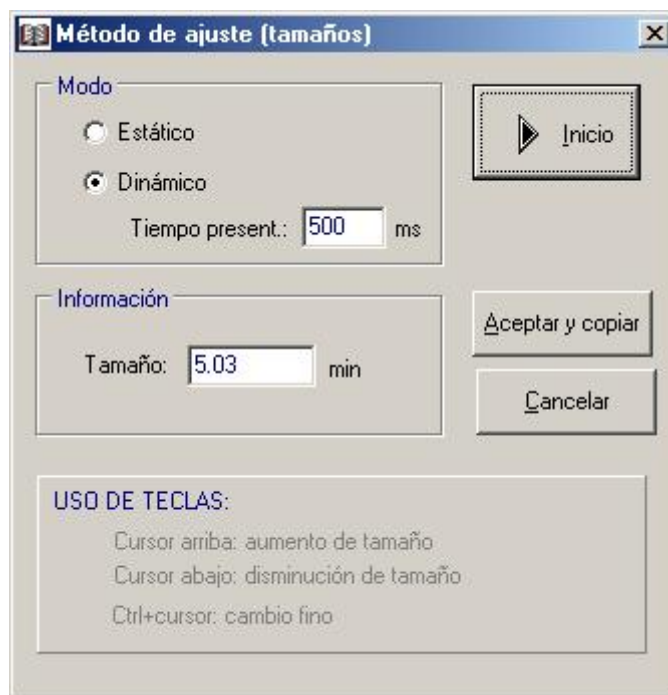 Método de ajuste (tamaños)
Modo
Estático
Inicio
Dinámico
Tiempo present.: 500 ms
Información
Aceptar y copiar
Tamaño: 5.03 min
Cancelar
USO DE TECLAS:
Cursor arriba: aumento de tamaño
Cursor abajo: disminución de tamaño
Ctrl+cursor: cambio fino